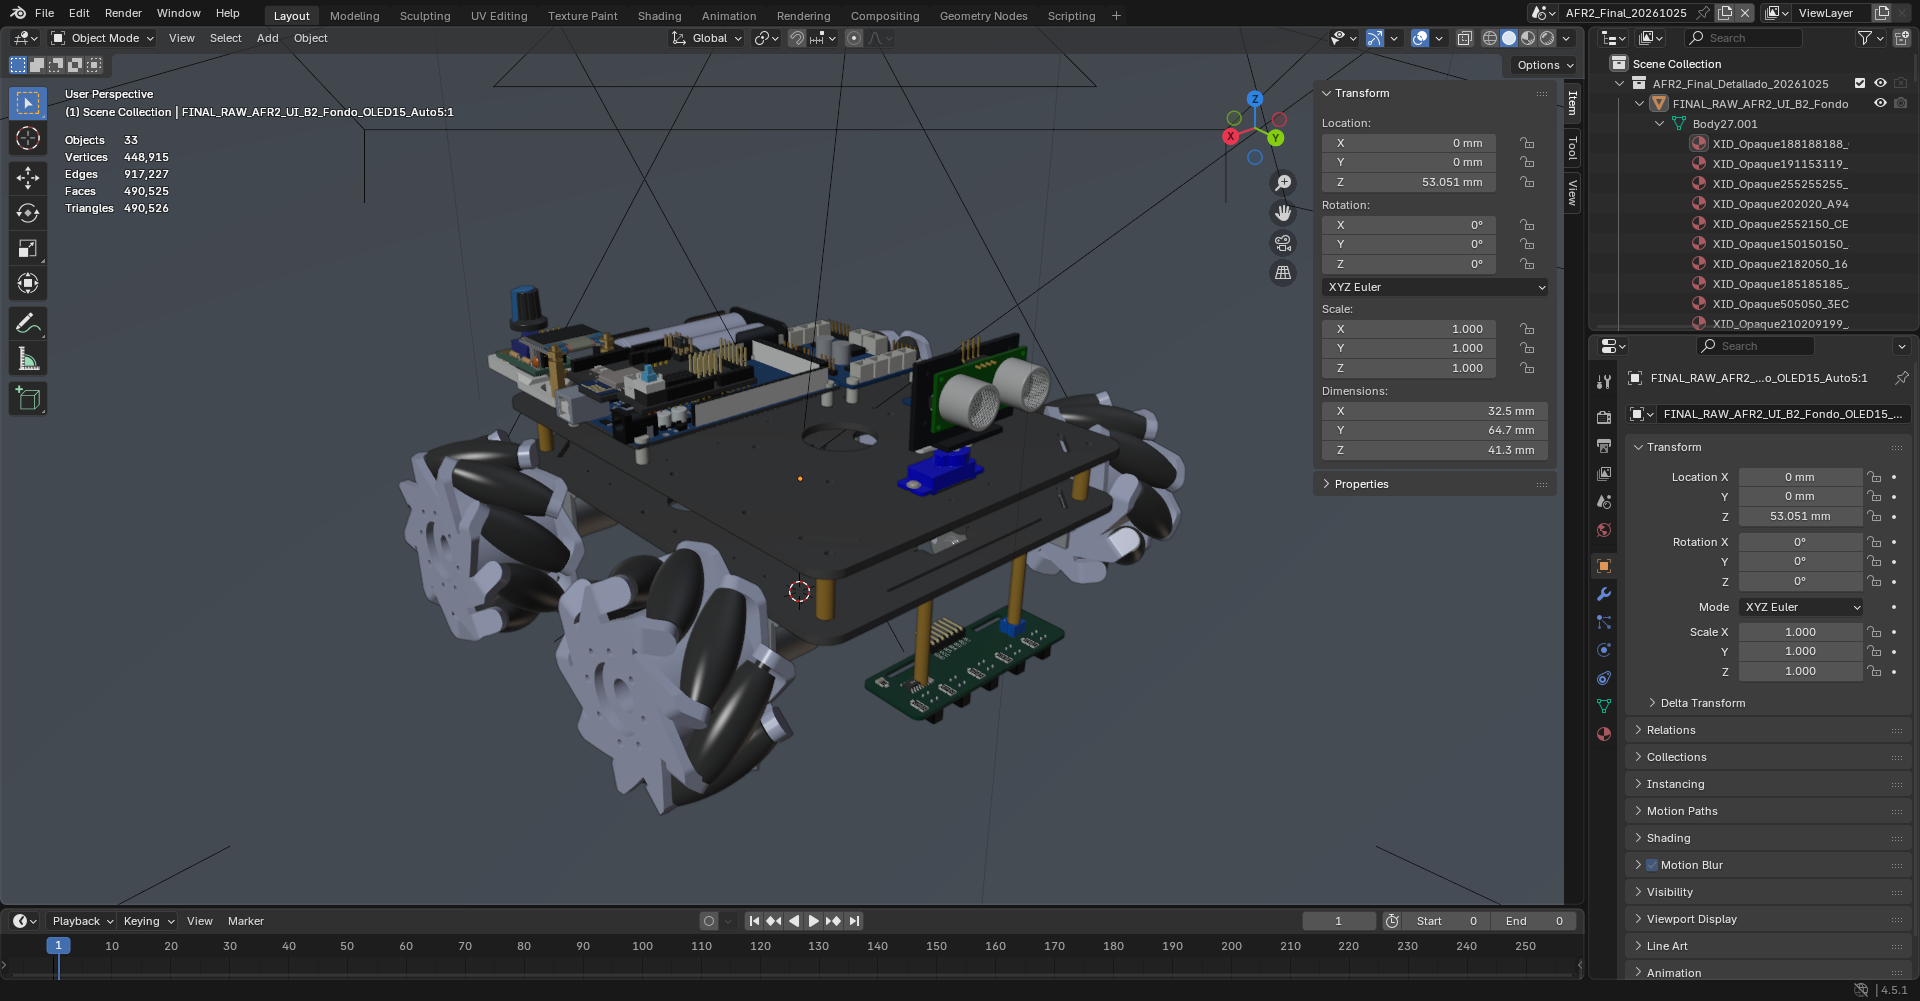 File Edit Render Window Help Layout Modeling Sculpting UV Editing Texture Paint Shading Animation Rendering Compositing Geometry Nodes Scripting + AFR2_Final_20261025 ViewLayer
Object Mode View Select Add Object Global Search
Options
User Perspective
(1) Scene Collection | FINAL_RAW_AFR2_UI_B2_Fondo_OLED15_Auto5:1
Objects 33
Vertices 448,915
Edges 917,227
Faces 490,525
Triangles 490,526
Z
X
Y
Transform
Location:
X 0 mm
Y 0 mm
Z 53.051 mm
Rotation:
X 0°
Y 0°
Z 0°
XYZ Euler
Scale:
X 1.000
Y 1.000
Z 1.000
Dimensions:
X 32.5 mm
Y 64.7 mm
Z 41.3 mm
Properties
Item
Tool
View
Scene Collection
AFR2_Final_Detallado_20261025
FINAL_RAW_AFR2_UI_B2_Fondo
Body27.001
XID_Opaque188188188_
XID_Opaque191153119_
XID_Opaque255255255_
XID_Opaque202020_A94
XID_Opaque2552150_CE
XID_Opaque150150150_
XID_Opaque2182050_16
XID_Opaque185185185_
XID_Opaque505050_3EC
XID_Opaque210209199_
Search
FINAL_RAW_AFR2_...o_OLED15_Auto5:1
FINAL_RAW_AFR2_UI_B2_Fondo_OLED15_...
Transform
Location X 0 mm
Y 0 mm
Z 53.051 mm
Rotation X 0°
Y 0°
Z 0°
Mode XYZ Euler
Scale X 1.000
Y 1.000
Z 1.000
Delta Transform
Relations
Collections
Instancing
Motion Paths
Shading
Motion Blur
Visibility
Viewport Display
Line Art
Animation
Playback Keying View Marker 1 Start 0 End 0
1 10 20 30 40 50 60 70 80 90 100 110 120 130 140 150 160 170 180 190 200 210 220 230 240 250
4.5.1